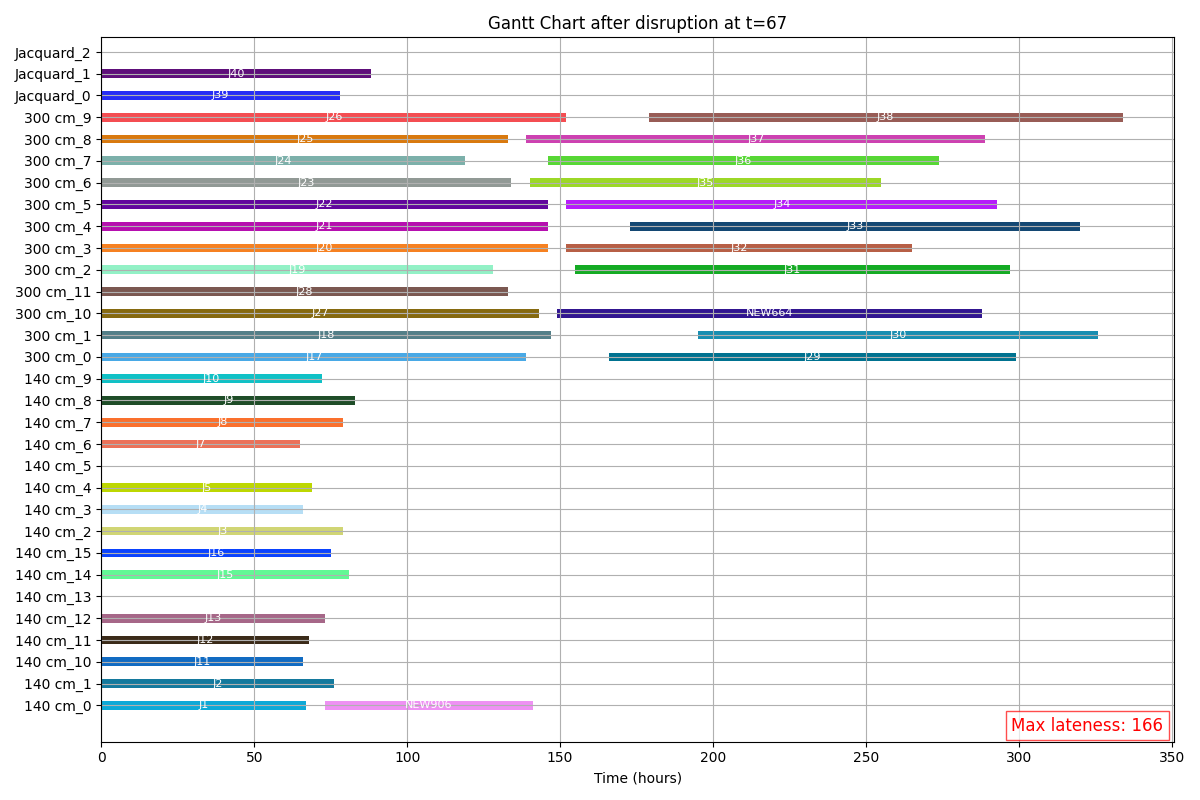 Gantt Chart after disruption at t=67
Jacquard_2
Jacquard_1 J40
Jacquard_0 J39
300 cm_9 J26 J38
300 cm_8 J25 J37
300 cm_7 J24 J36
300 cm_6 J23 J35
300 cm_5 J22 J34
300 cm_4 J21 J33
300 cm_3 J20 J32
300 cm_2 J19 J31
300 cm_11 J28
300 cm_10 J27 NEW664
300 cm_1 J18 J30
300 cm_0 J17 J29
140 cm_9 J10
140 cm_8 J9
140 cm_7 J8
140 cm_6 J7
140 cm_5
140 cm_4 J5
140 cm_3 J4
140 cm_2 J3
140 cm_15 J16
140 cm_14 J15
140 cm_13
140 cm_12 J13
140 cm_11 J12
140 cm_10 J11
140 cm_1 J2
140 cm_0 J1 NEW906
Max lateness: 166
0 50 100 150 200 250 300 350
Time (hours)